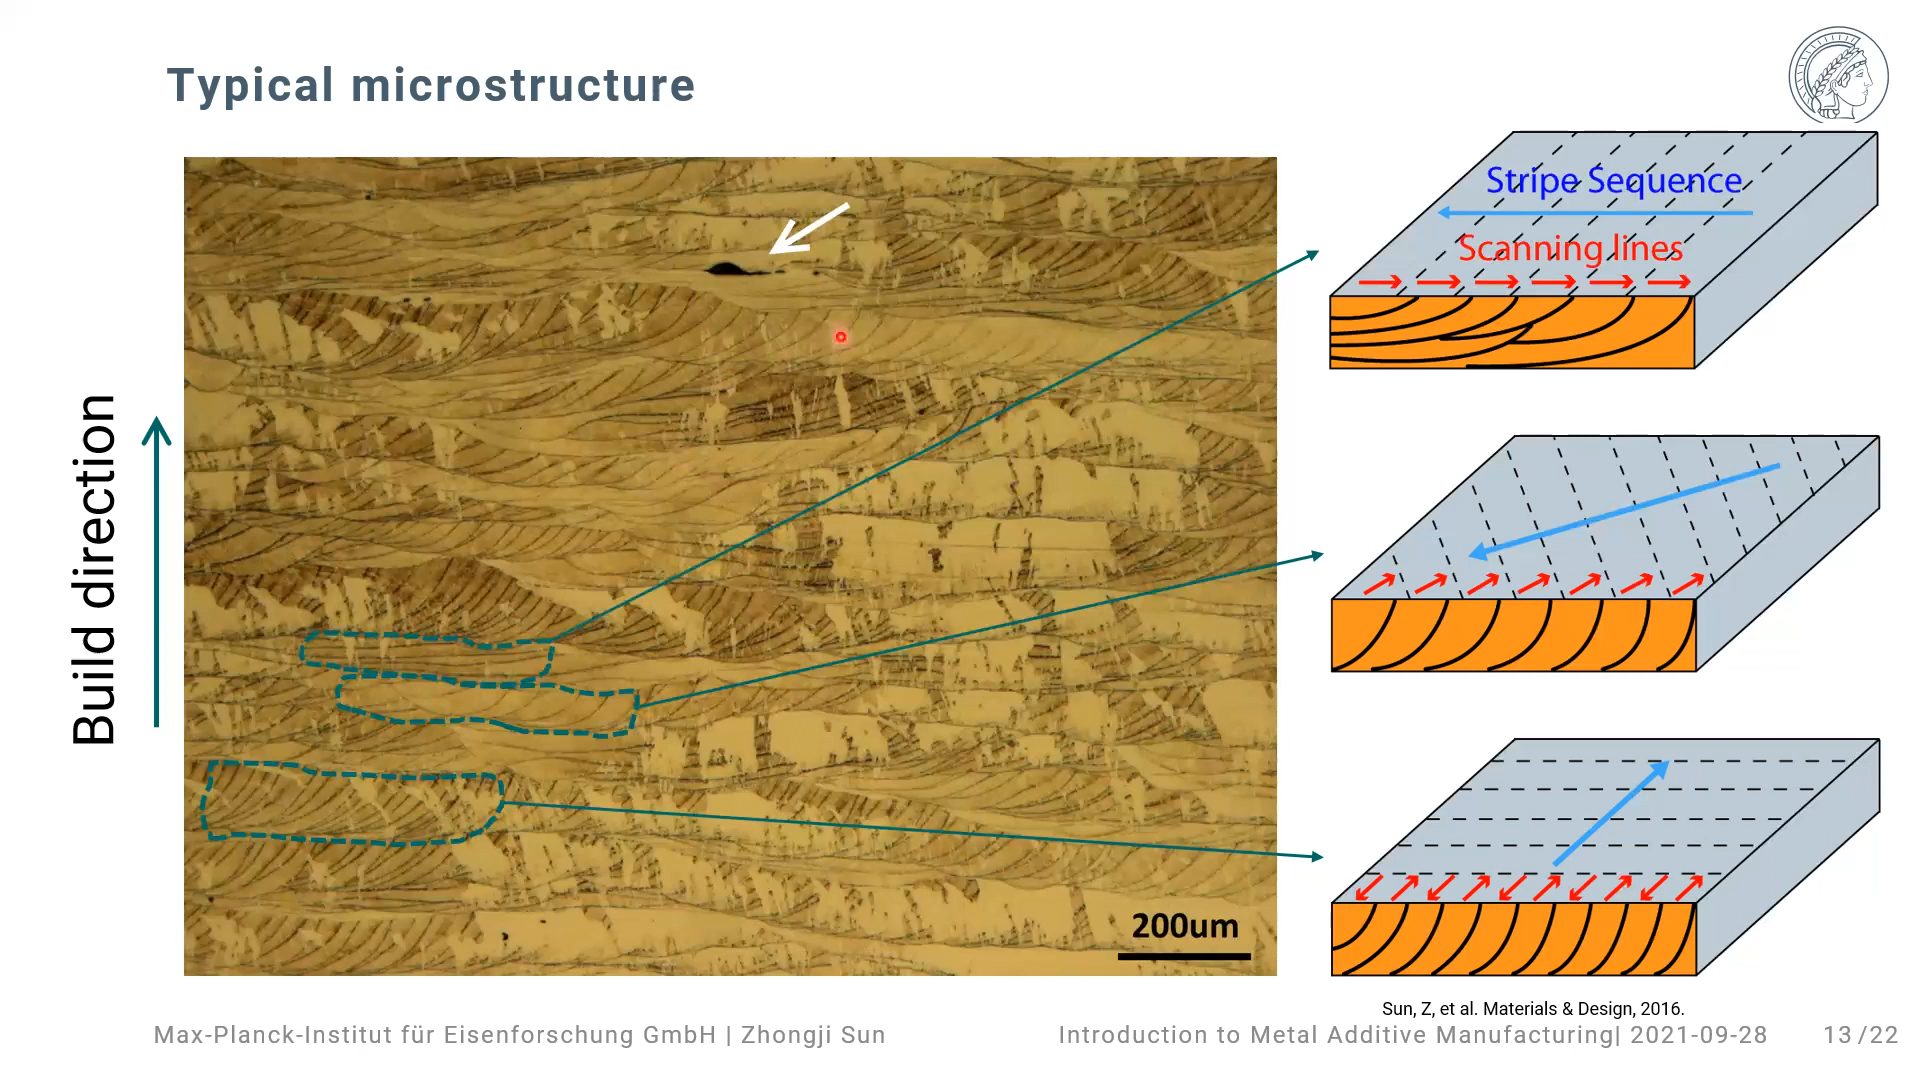 Typical microstructure
Stripe Sequence
Scanning lines
Build direction
200um
Sun, Z, et al. Materials & Design, 2016.
Max-Planck-Institut für Eisenforschung GmbH | Zhongji Sun
Introduction to Metal Additive Manufacturing| 2021-09-28
13/22